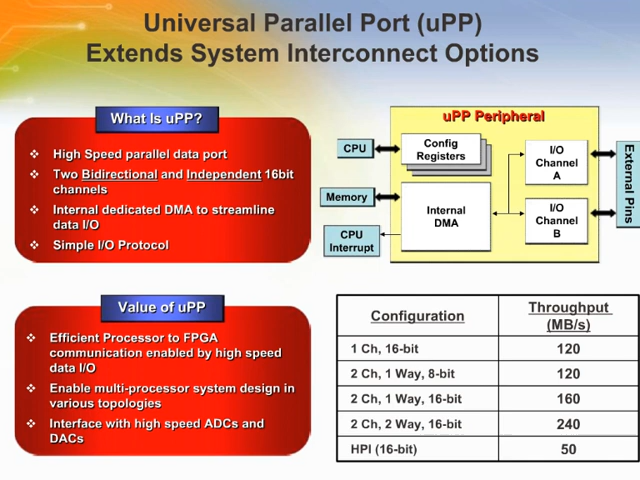 Universal Parallel Port (uPP)
Extends System Interconnect Options
What Is uPP?
❖ High Speed parallel data port
❖ Two Bidirectional and Independent 16bit
channels
❖ Internal dedicated DMA to streamline
data I/O
❖ Simple I/O Protocol
uPP Peripheral
CPU
Config
Registers
I/O
Channel
A
Memory
Internal
DMA
I/O
Channel
B
CPU
Interrupt
External Pins
Value of uPP
❖ Efficient Processor to FPGA
communication enabled by high speed
data I/O
❖ Enable multi-processor system design in
various topologies
❖ Interface with high speed ADCs and
DACs
Configuration Throughput
(MB/s)
1 Ch, 16-bit 120
2 Ch, 1 Way, 8-bit 120
2 Ch, 1 Way, 16-bit 160
2 Ch, 2 Way, 16-bit 240
HPI (16-bit) 50